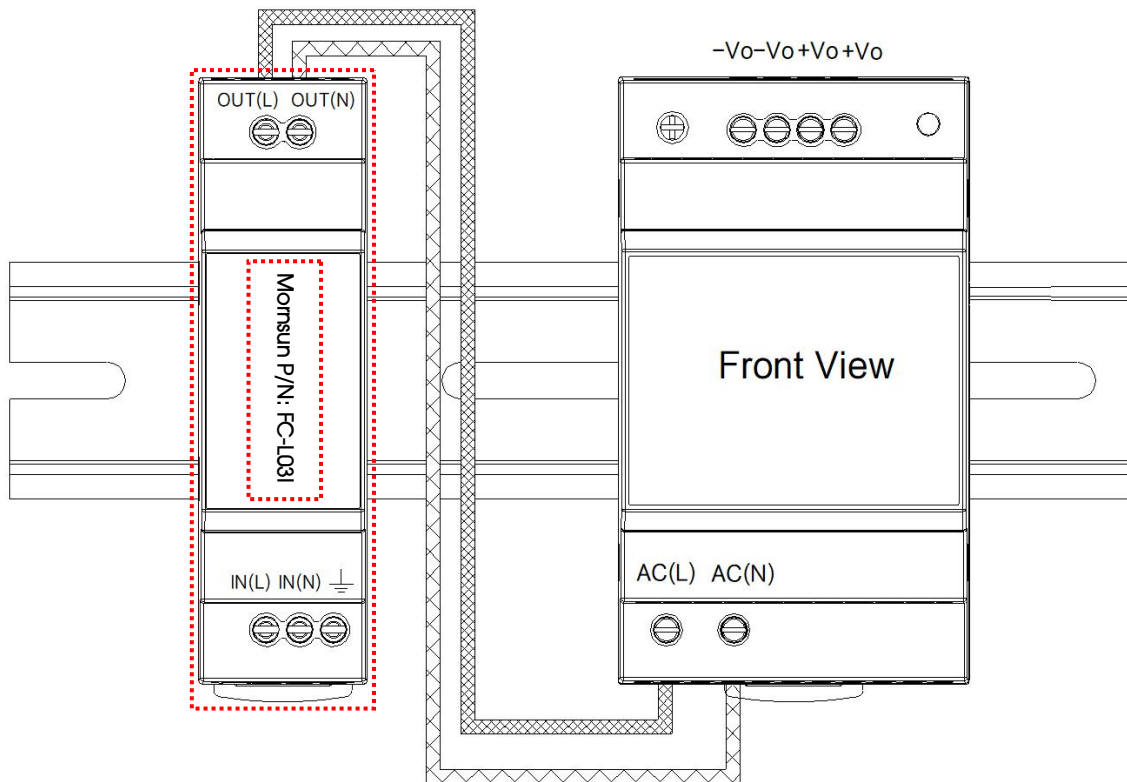 −Vo−Vo+Vo+Vo
OUT(L) OUT(N)
Mornsun P/N: FC-L03I
Front View
IN(L) IN(N)
AC(L) AC(N)